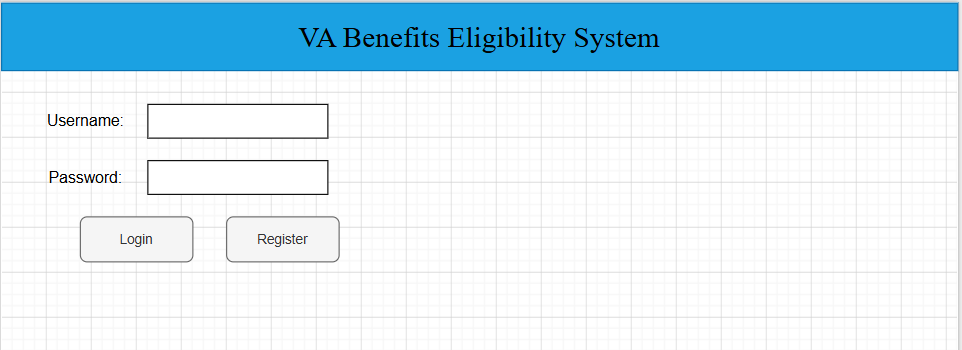 VA Benefits Eligibility System
Username:
Password:
Login Register